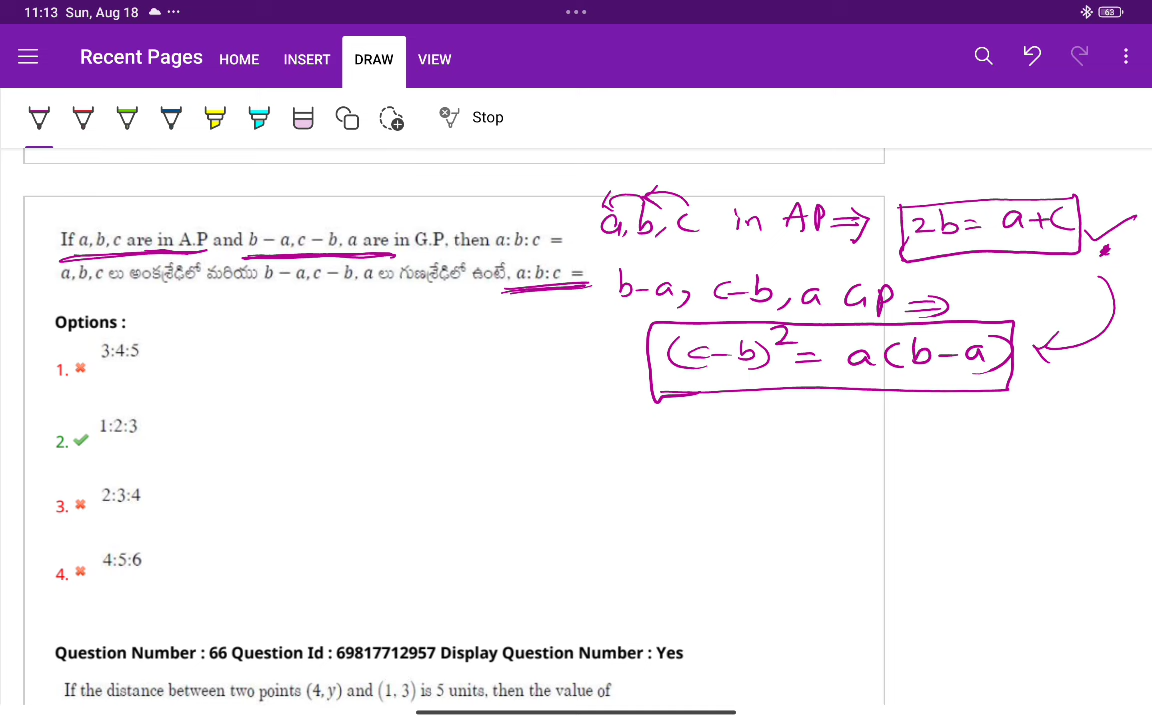 11:13 Sun, Aug 18
63
Recent Pages HOME INSERT DRAW VIEW
Stop
If a, b, c are in A.P and b − a, c − b, a are in G.P, then a: b: c =
a, b, c లు అంకశ్రేఢిలో మరియు b − a, c − b, a లు గుణశ్రేఢిలో ఉంటే, a: b: c =
Options :
1. 3:4:5
2. 1:2:3
3. 2:3:4
4. 4:5:6
Question Number : 66 Question Id : 69817712957 Display Question Number : Yes
If the distance between two points (4, y) and (1, 3) is 5 units, then the value of
a, b, c in AP ⇒ 2b = a+c
b-a, c-b, a GP ⇒
(c-b)² = a(b-a)